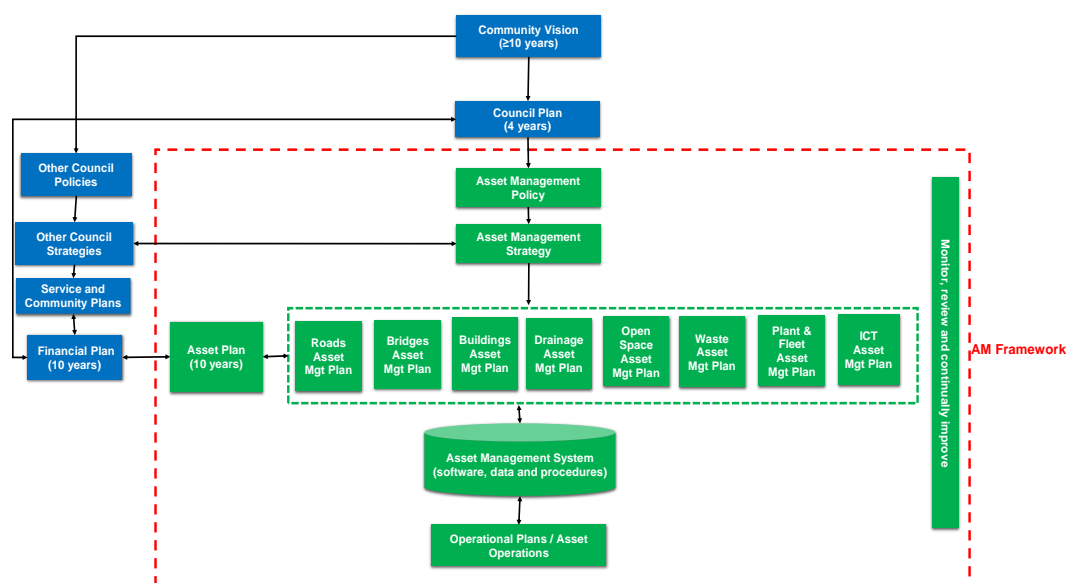 Community Vision
(≥10 years)
Council Plan
(4 years)
Other Council
Policies
Asset Management
Policy
Other Council
Strategies
Asset Management
Strategy
Service and
Community Plans
Financial Plan
(10 years)
Asset Plan
(10 years)
Roads
Asset
Mgt Plan
Bridges
Asset
Mgt Plan
Buildings
Asset
Mgt Plan
Drainage
Asset
Mgt Plan
Open
Space
Asset
Mgt Plan
Waste
Asset
Mgt Plan
Plant &
Fleet
Asset
Mgt Plan
ICT
Asset
Mgt Plan
Monitor, review and continually improve
AM Framework
Asset Management System
(software, data and procedures)
Operational Plans / Asset
Operations